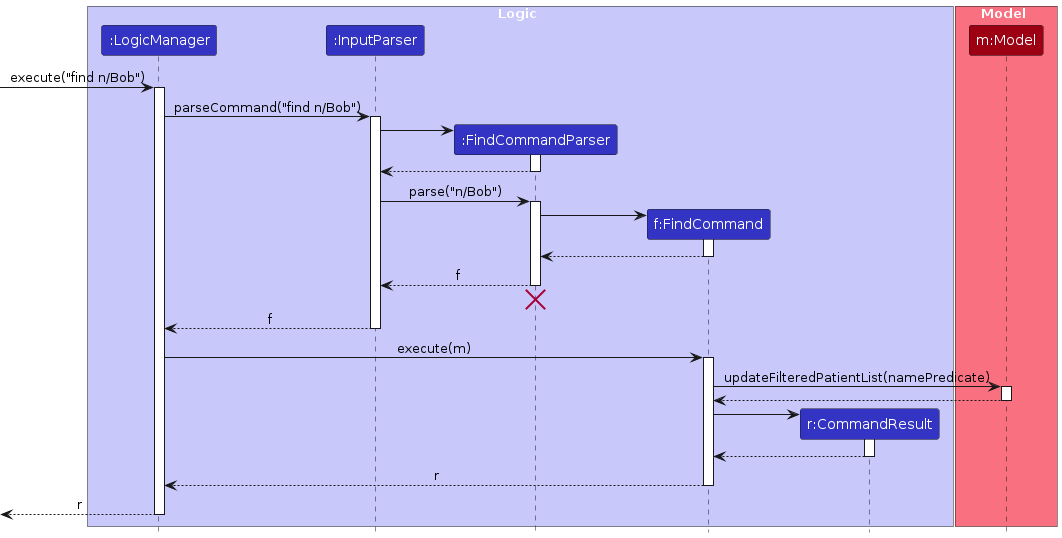 Logic
Model
:LogicManager
:InputParser
m:Model
execute("find n/Bob")
parseCommand("find n/Bob")
:FindCommandParser
parse("n/Bob")
f:FindCommand
f
f
execute(m)
updateFilteredPatientList(namePredicate)
r:CommandResult
r
r